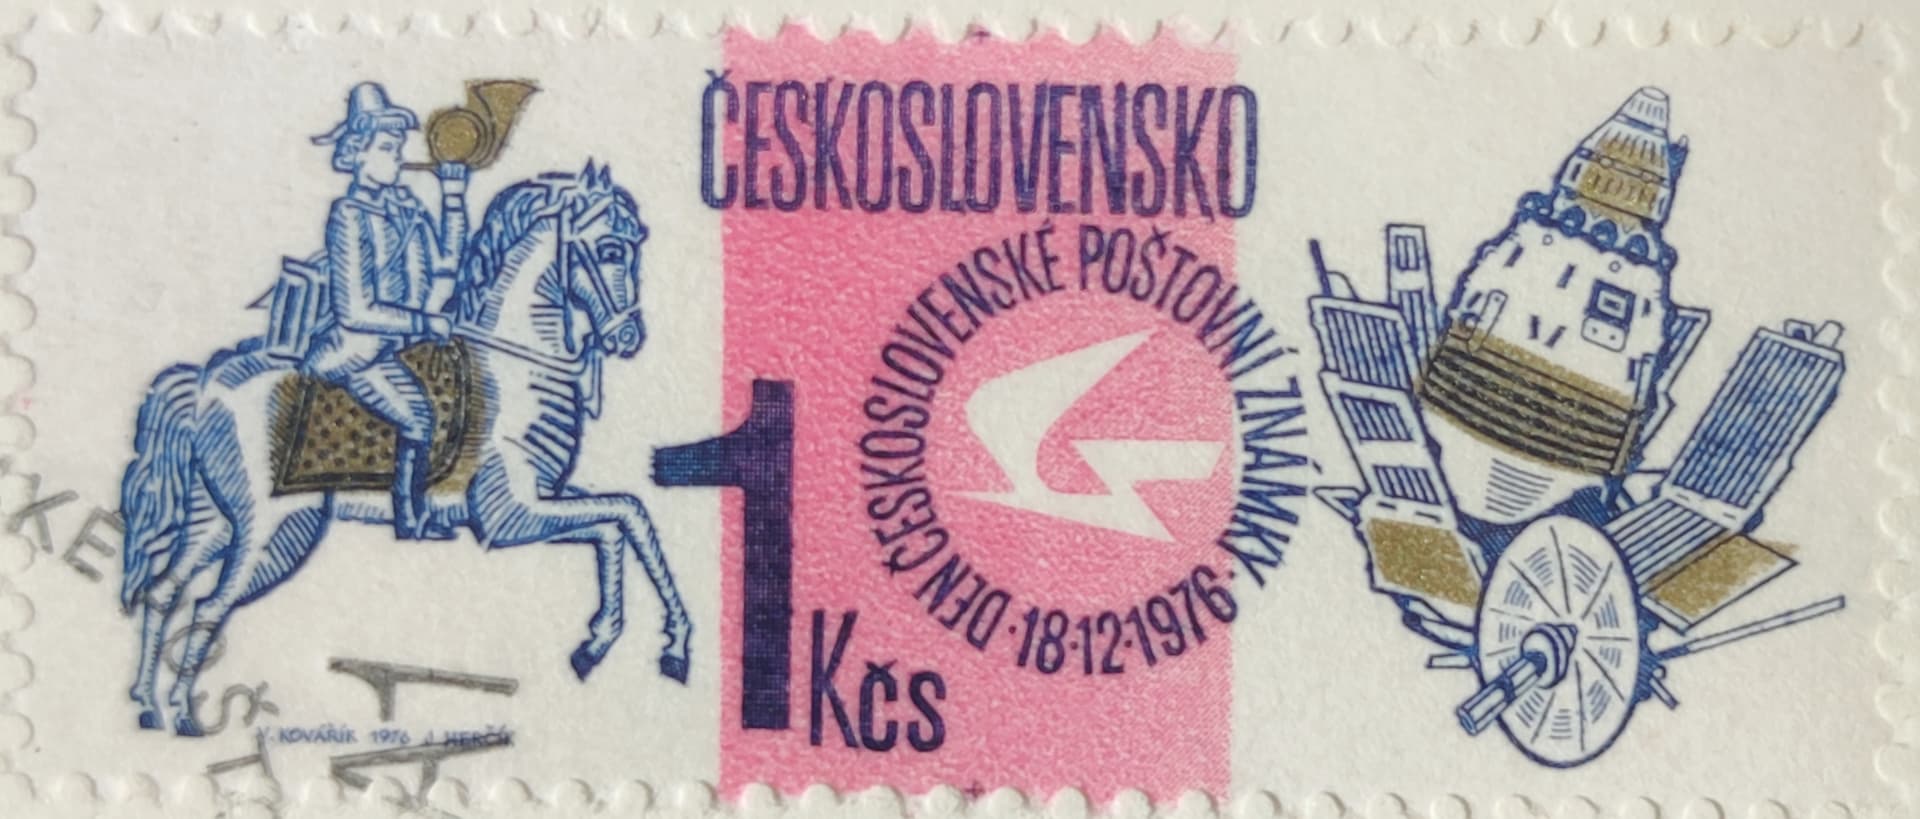 ČESKOSLOVENSKO
DEN ČESKOSLOVENSKÉ POŠTOVNÍ ZNÁMKY · 18·12·1976 ·
1 Kčs
V. KOVÁŘÍK 1976 J. HERČÍK